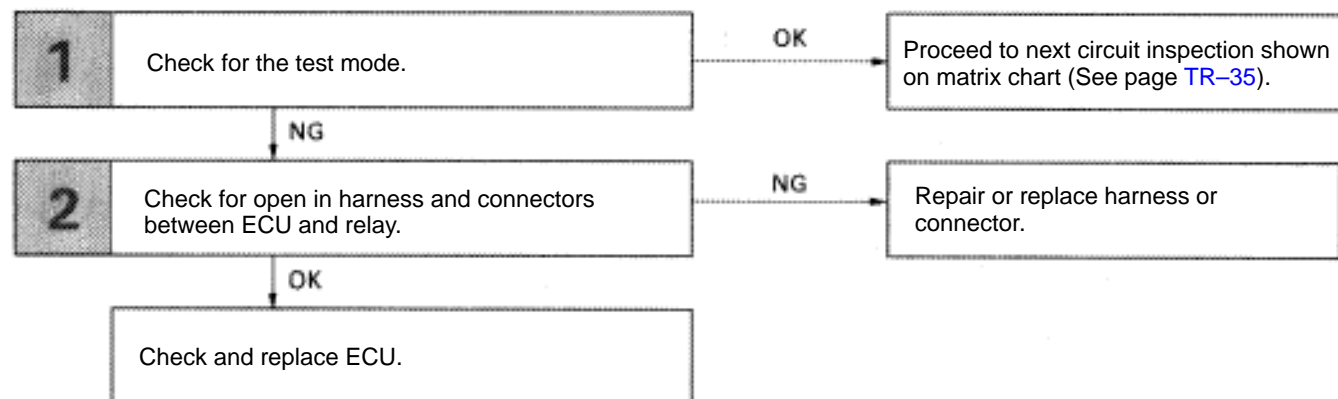 1
Check for the test mode.
OK
Proceed to next circuit inspection shown
on matrix chart (See page TR–35).
NG
2
Check for open in harness and connectors
between ECU and relay.
NG
Repair or replace harness or
connector.
OK
Check and replace ECU.